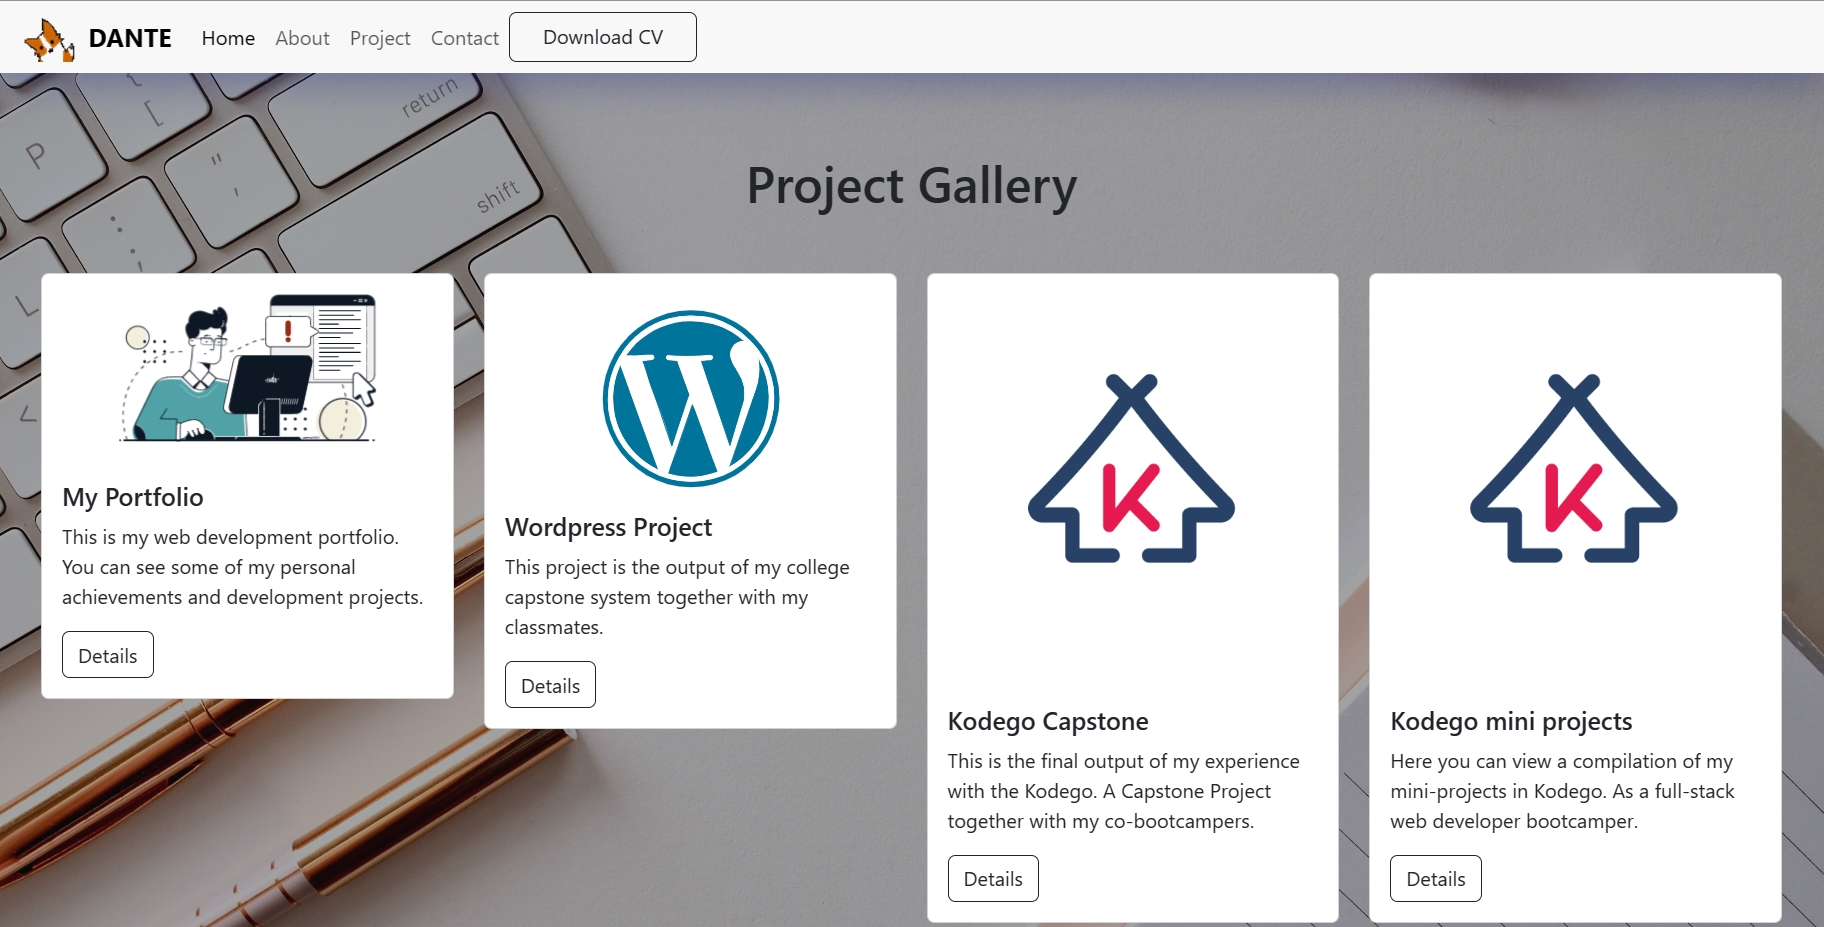 DANTE Home About Project Contact Download CV
return
P
[
"
'
shift
:
;
L
<
Project Gallery
!
W
K
K
My Portfolio
This is my web development portfolio.
You can see some of my personal
achievements and development projects.
Details
Wordpress Project
This project is the output of my college
capstone system together with my
classmates.
Details
Kodego Capstone
This is the final output of my experience
with the Kodego. A Capstone Project
together with my co-bootcampers.
Details
Kodego mini projects
Here you can view a compilation of my
mini-projects in Kodego. As a full-stack
web developer bootcamper.
Details